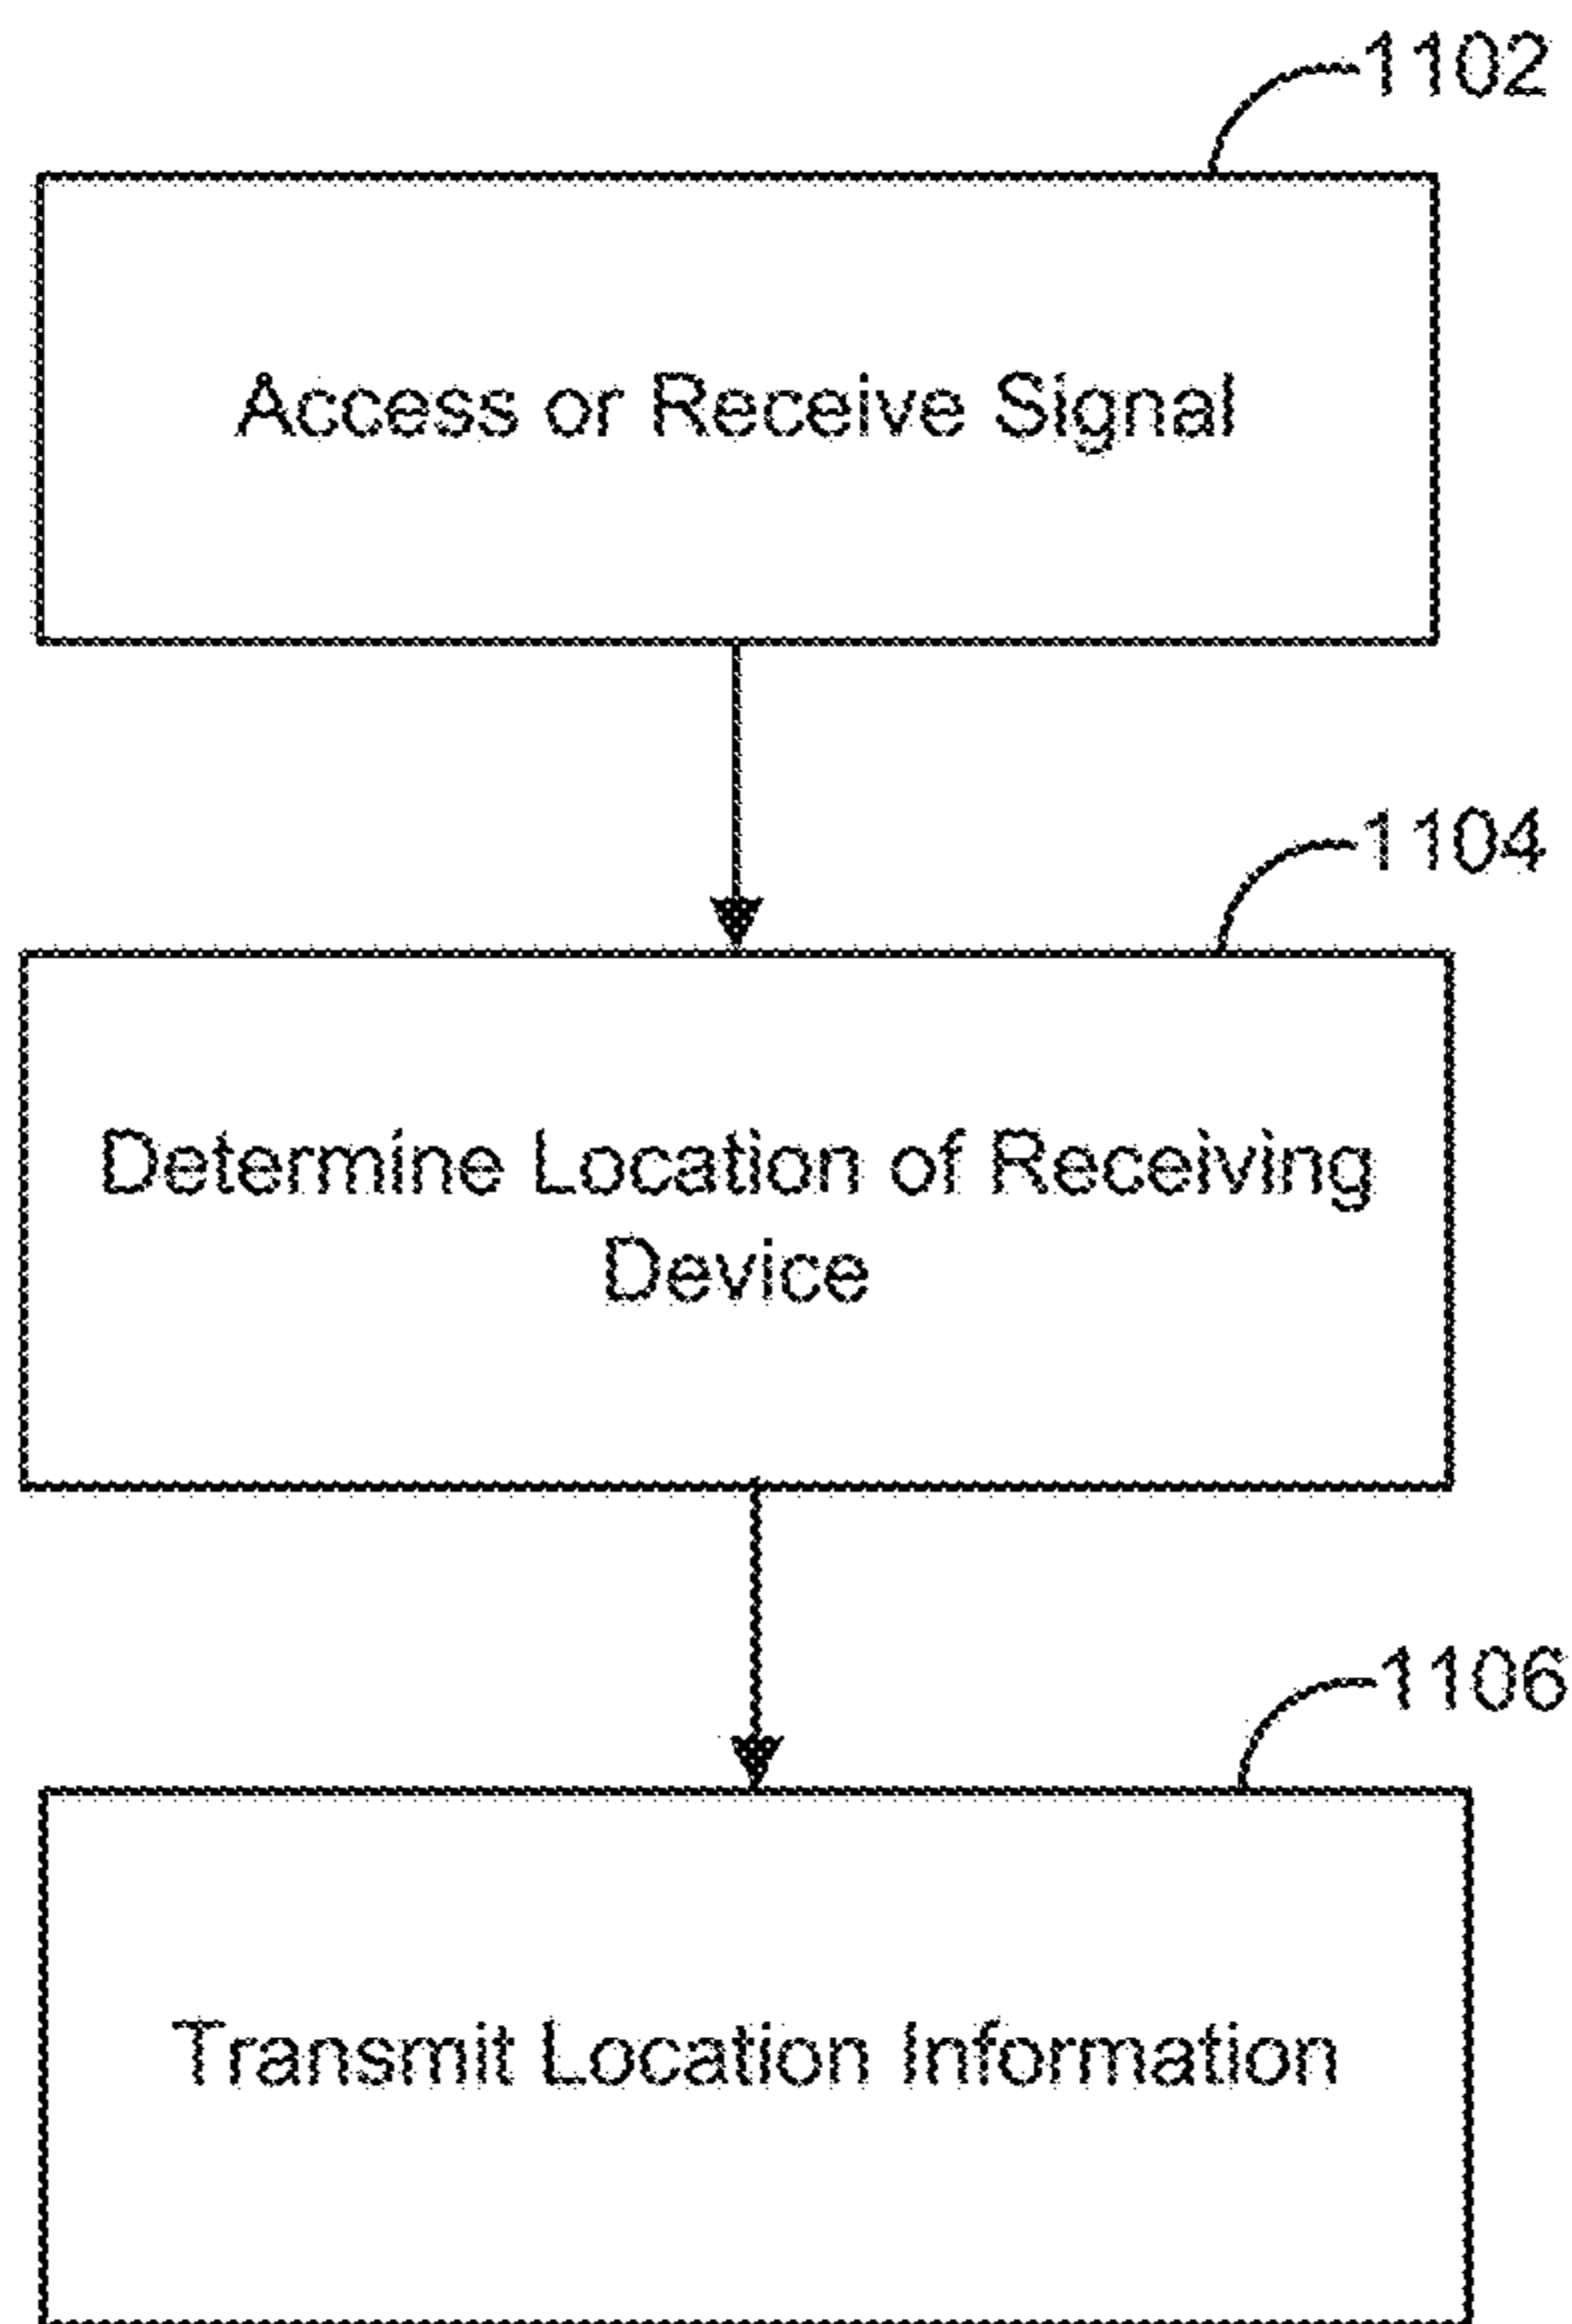 1102
Access or Receive Signal
1104
Determine Location of Receiving
Device
1106
Transmit Location Information